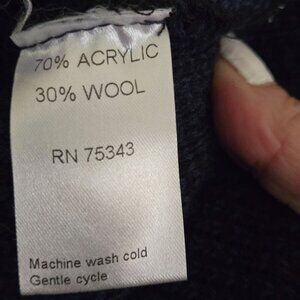 70% ACRYLIC
30% WOOL
RN 75343
Machine wash cold
Gentle cycle